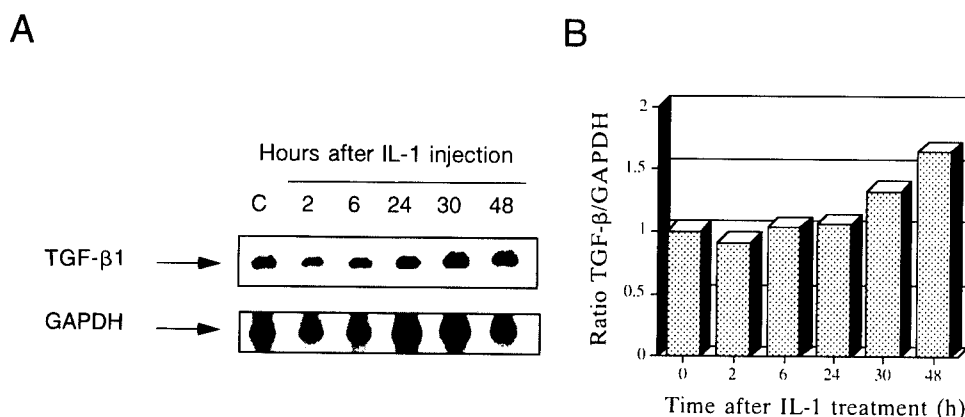 A
Hours after IL-1 injection
C 2 6 24 30 48
TGF-β1
GAPDH
B
Ratio TGF-β/GAPDH
2
1.5
1
0.5
0
0 2 6 24 30 48
Time after IL-1 treatment (h)